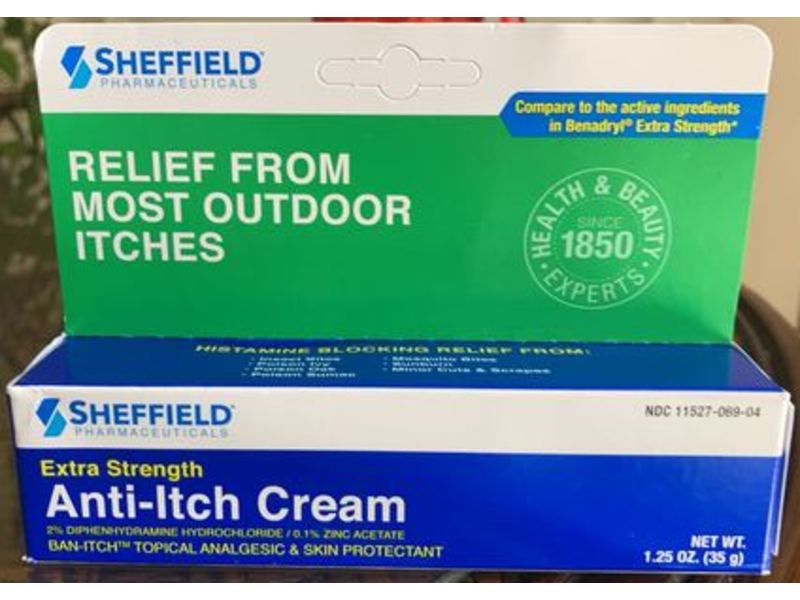 SHEFFIELD
PHARMACEUTICALS
Compare to the active ingredients
in Benadryl® Extra Strength*
RELIEF FROM
MOST OUTDOOR
ITCHES
HEALTH & BEAUTY
SINCE
1850
EXPERTS
HISTAMINE BLOCKING RELIEF FROM:
• Insect Bites
• Poison Ivy
• Poison Oak
• Poison Sumac
• Mosquito Bites
• Sunburn
• Minor Cuts & Scrapes
SHEFFIELD
PHARMACEUTICALS
NDC 11527-069-04
Extra Strength
Anti-Itch Cream
2% DIPHENHYDRAMINE HYDROCHLORIDE / 0.1% ZINC ACETATE
BAN-ITCH™ TOPICAL ANALGESIC & SKIN PROTECTANT
NET WT.
1.25 OZ. (35 g)